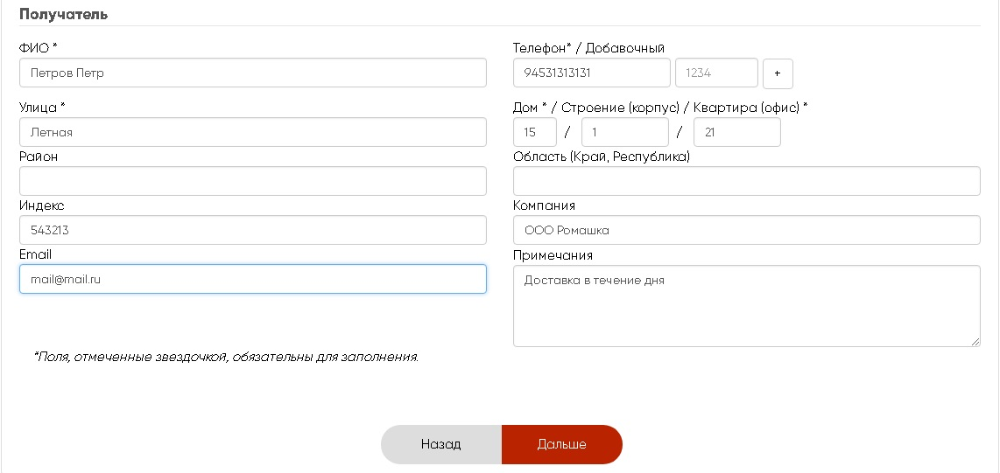 Получатель
ФИО *
Телефон* / Добавочный
Петров Петр
94531313131 1234 +
Улица *
Дом * / Строение (корпус) / Квартира (офис) *
Летная
15 / 1 / 21
Район
Область (Край, Республика)
Индекс
Компания
543213
ООО Ромашка
Email
Примечания
mail@mail.ru
Доставка в течение дня
*Поля, отмеченные звездочкой, обязательны для заполнения.
Назад
Дальше